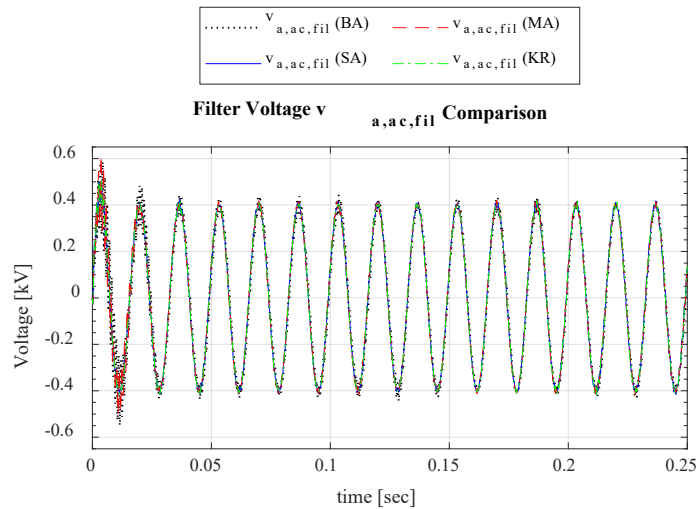 v a,ac,fil (BA) v a,ac,fil (MA)
v a,ac,fil (SA) v a,ac,fil (KR)
Filter Voltage v a,ac,fil Comparison
Voltage [kV]
0.6
0.4
0.2
0
-0.2
-0.4
-0.6
0 0.05 0.1 0.15 0.2 0.25
time [sec]